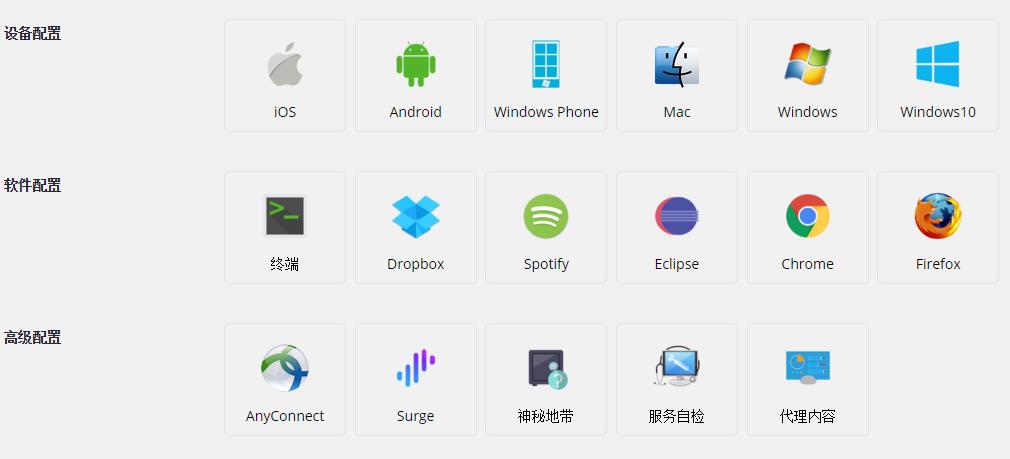 设备配置
iOS
Android
Windows Phone
Mac
Windows
Windows10
软件配置
终端
Dropbox
Spotify
Eclipse
Chrome
Firefox
高级配置
AnyConnect
Surge
神秘地带
服务自检
代理内容